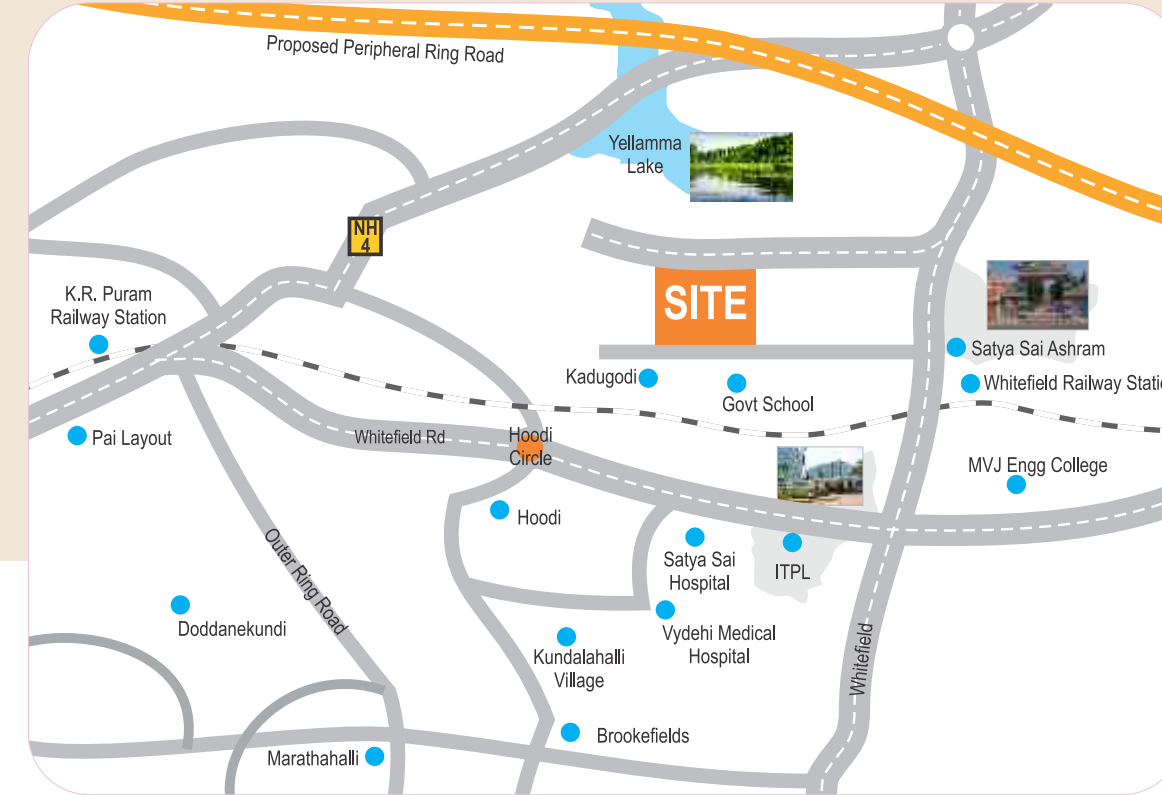 Proposed Peripheral Ring Road
Yellamma
Lake
NH
4
K.R. Puram
Railway Station
SITE
Satya Sai Ashram
Kadugodi
Whitefield Railway Statio
Govt School
Pai Layout
Whitefield Rd
Hoodi
Circle
MVJ Engg College
Hoodi
Outer Ring Road
Satya Sai
Hospital
ITPL
Doddanekundi
Vydehi Medical
Hospital
Kundalahalli
Village
Whitefield
Brookefields
Marathahalli